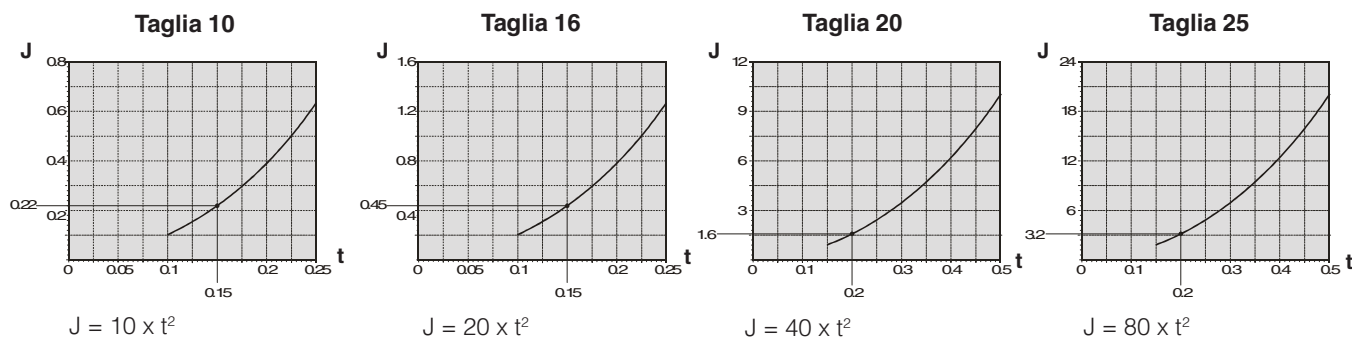 Taglia 10
J
0.8
0.6
0.4
0.22
0.2
0
0.05
0.1
0.2
0.25
t
0.15
J = 10 x t²
Taglia 16
J
1.6
1.2
0.8
0.45
0.4
0
0.05
0.1
0.2
0.25
t
0.15
J = 20 x t²
Taglia 20
J
12
9
6
3
1.6
0
0.1
0.3
0.4
0.5
t
0.2
J = 40 x t²
Taglia 25
J
24
18
12
6
3.2
0
0.1
0.3
0.4
0.5
t
0.2
J = 80 x t²